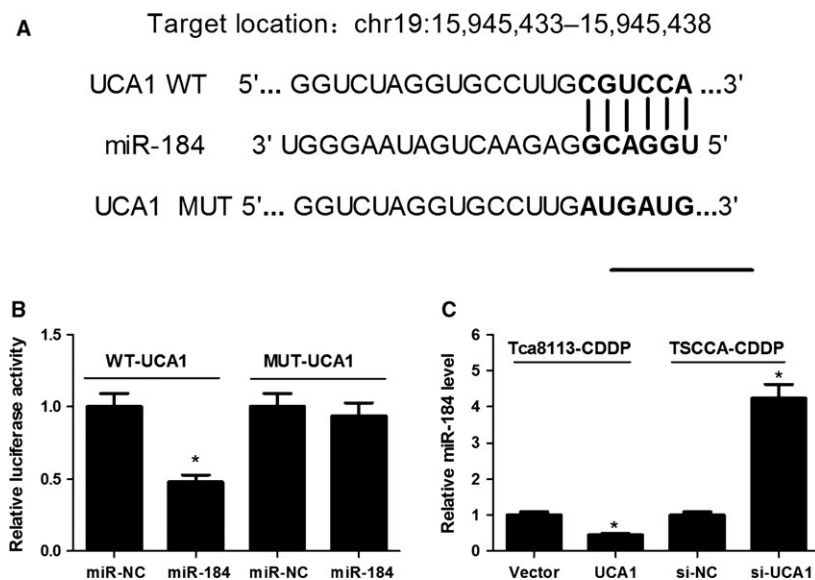 A
Target location: chr19:15,945,433–15,945,438
UCA1 WT 5'... GGUCUAGGUGCCUUGCGUCCA ...3'
miR-184 3' UGGGAAUAGUCAAGAGGCAGGU 5'
UCA1 MUT 5'... GGUCUAGGUGCCUUGAUGAUG...3'
B
Relative luciferase activity
1.5
1.0
0.5
0.0
WT-UCA1
MUT-UCA1
*
miR-NC miR-184 miR-NC miR-184
C
Relative miR-184 level
6
5
4
3
2
1
0
Tca8113-CDDP
TSCCA-CDDP
*
*
Vector UCA1 si-NC si-UCA1